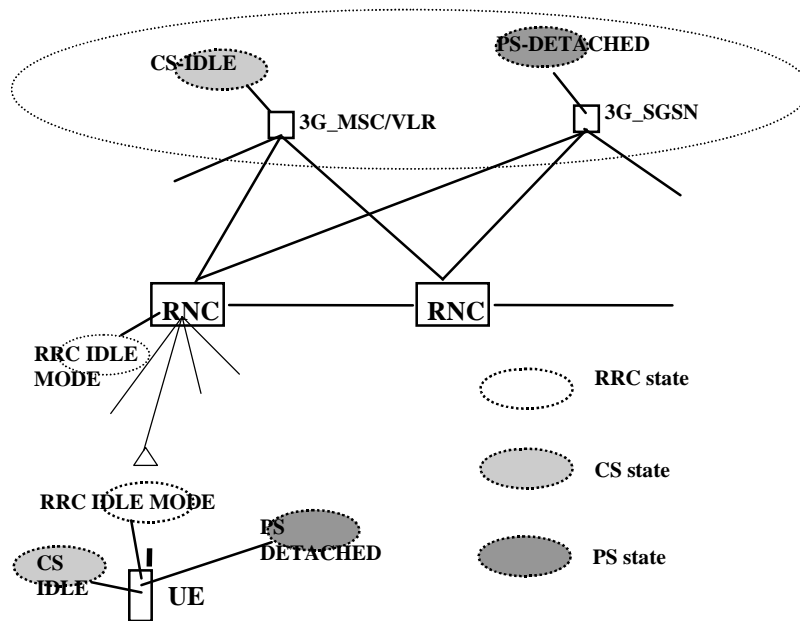 CS-IDLE
PS-DETACHED
3G_MSC/VLR
3G_SGSN
RNC
RNC
RRC IDLE
MODE
RRC state
CS state
RRC IDLE MODE
PS
DETACHED
CS
IDLE
PS state
UE